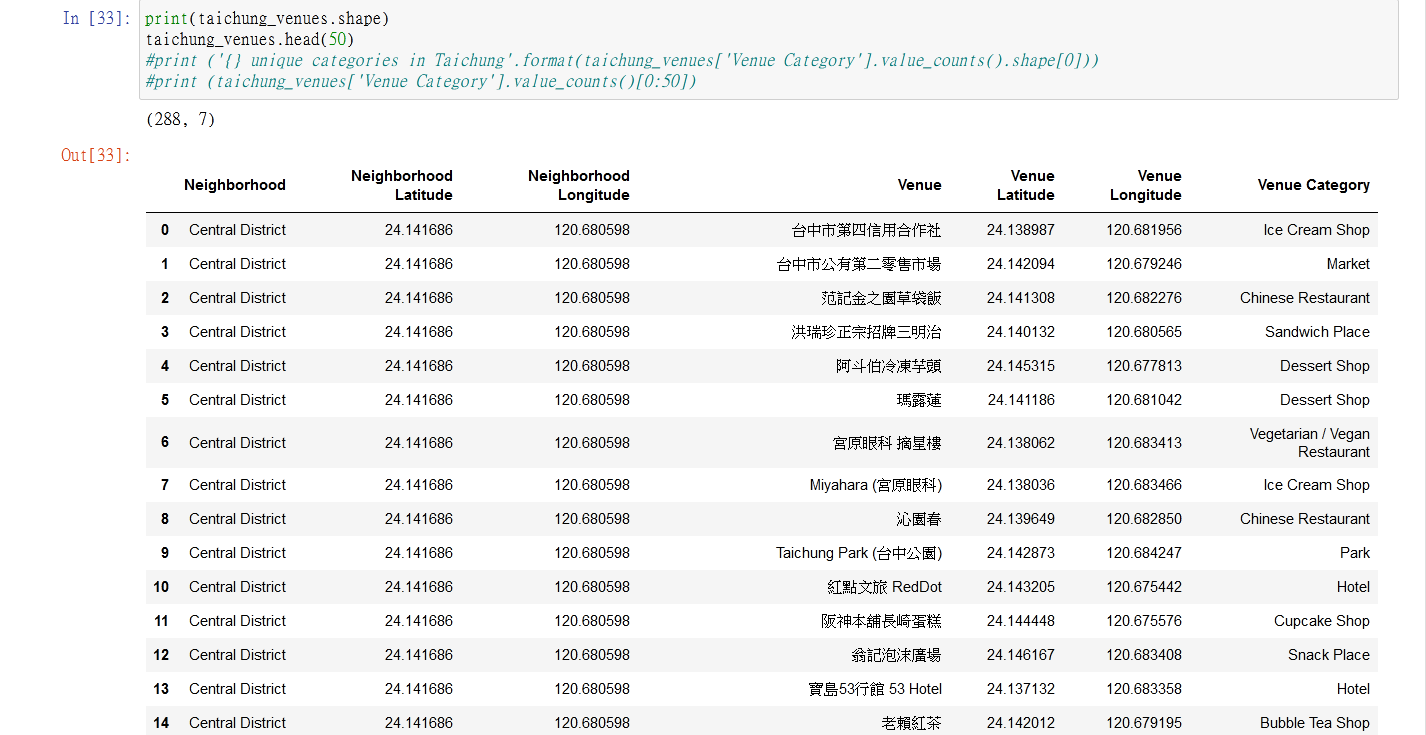 In [33]: print(taichung_venues.shape)
taichung_venues.head(50)
#print ('{} unique categories in Taichung'.format(taichung_venues['Venue Category'].value_counts().shape[0]))
#print (taichung_venues['Venue Category'].value_counts()[0:50])
(288, 7)
Out[33]:
Neighborhood Neighborhood Latitude Neighborhood Longitude Venue Venue Latitude Venue Longitude Venue Category
0 Central District 24.141686 120.680598 台中市第四信用合作社 24.138987 120.681956 Ice Cream Shop
1 Central District 24.141686 120.680598 台中市公有第二零售市場 24.142094 120.679246 Market
2 Central District 24.141686 120.680598 范記金之園草袋飯 24.141308 120.682276 Chinese Restaurant
3 Central District 24.141686 120.680598 洪瑞珍正宗招牌三明治 24.140132 120.680565 Sandwich Place
4 Central District 24.141686 120.680598 阿斗伯冷凍芋頭 24.145315 120.677813 Dessert Shop
5 Central District 24.141686 120.680598 瑪露蓮 24.141186 120.681042 Dessert Shop
6 Central District 24.141686 120.680598 宮原眼科 摘星樓 24.138062 120.683413 Vegetarian / Vegan Restaurant
7 Central District 24.141686 120.680598 Miyahara (宮原眼科) 24.138036 120.683466 Ice Cream Shop
8 Central District 24.141686 120.680598 沁園春 24.139649 120.682850 Chinese Restaurant
9 Central District 24.141686 120.680598 Taichung Park (台中公園) 24.142873 120.684247 Park
10 Central District 24.141686 120.680598 紅點文旅 RedDot 24.143205 120.675442 Hotel
11 Central District 24.141686 120.680598 阪神本舖長崎蛋糕 24.144448 120.675576 Cupcake Shop
12 Central District 24.141686 120.680598 翁記泡沫廣場 24.146167 120.683408 Snack Place
13 Central District 24.141686 120.680598 寶島53行館 53 Hotel 24.137132 120.683358 Hotel
14 Central District 24.141686 120.680598 老賴紅茶 24.142012 120.679195 Bubble Tea Shop